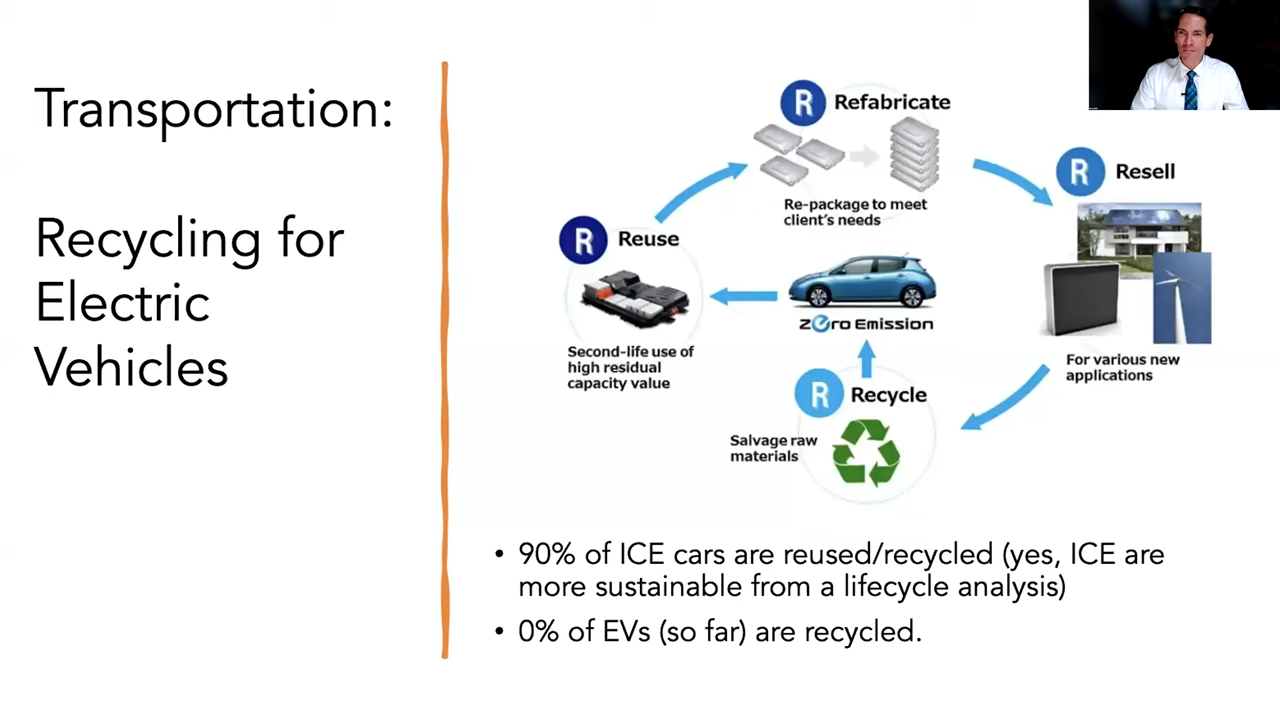 Transportation:
Recycling for
Electric
Vehicles
R Refabricate
Re-package to meet
client's needs
R Resell
For various new
applications
R Reuse
Second-life use of
high residual
capacity value
Zero Emission
R Recycle
Salvage raw
materials
• 90% of ICE cars are reused/recycled (yes, ICE are
more sustainable from a lifecycle analysis)
• 0% of EVs (so far) are recycled.